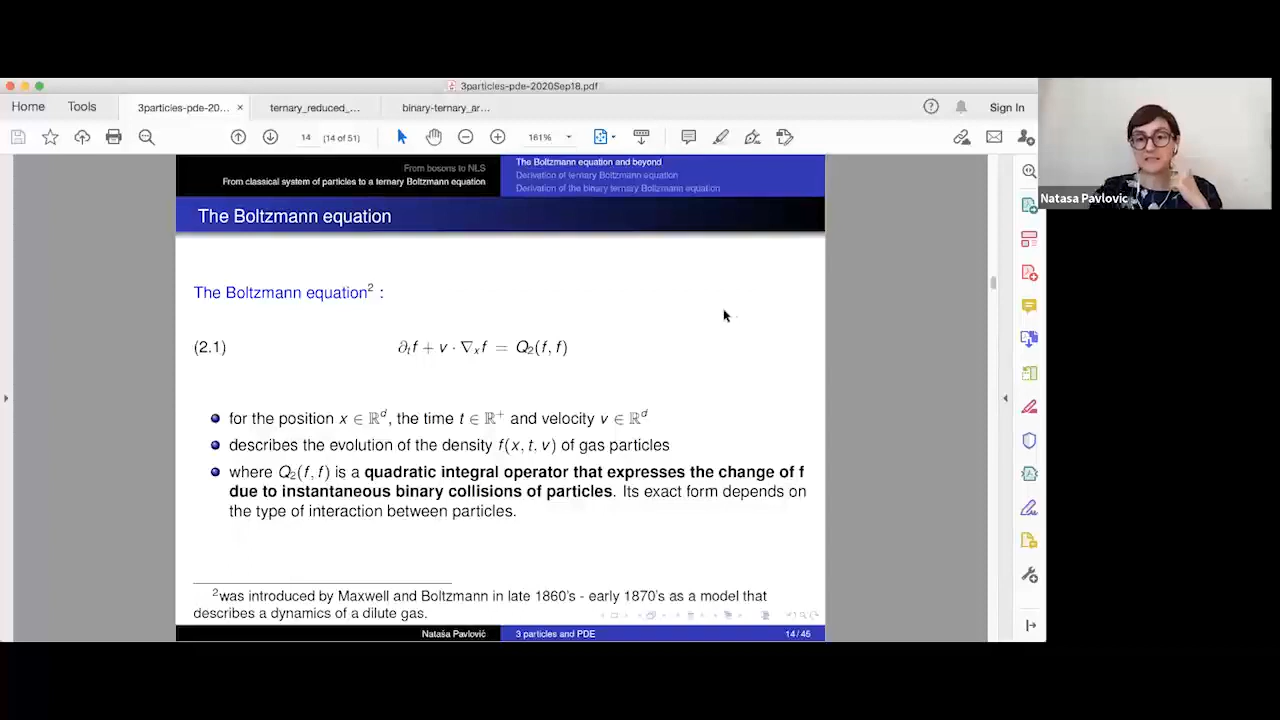 3particles-pde-2020Sep18.pdf
Home Tools 3particles-pde-20... × ternary_reduced_... binary-ternary_ar... Sign In
14 (14 of 51) 161%
Natasa Pavlovic
From bosons to NLS
From classical system of particles to a ternary Boltzmann equation
The Boltzmann equation and beyond
Derivation of ternary Boltzmann equation
Derivation of the binary ternary Boltzmann equation
The Boltzmann equation
The Boltzmann equation² :
(2.1) ∂ₜf + v · ∇ₓf = Q₂(f, f)
for the position x ∈ ℝᵈ, the time t ∈ ℝ⁺ and velocity v ∈ ℝᵈ
describes the evolution of the density f(x, t, v) of gas particles
where Q₂(f, f) is a quadratic integral operator that expresses the change of f
due to instantaneous binary collisions of particles. Its exact form depends on
the type of interaction between particles.
²was introduced by Maxwell and Boltzmann in late 1860's - early 1870's as a model that
describes a dynamics of a dilute gas.
Nataša Pavlović 3 particles and PDE 14 / 45